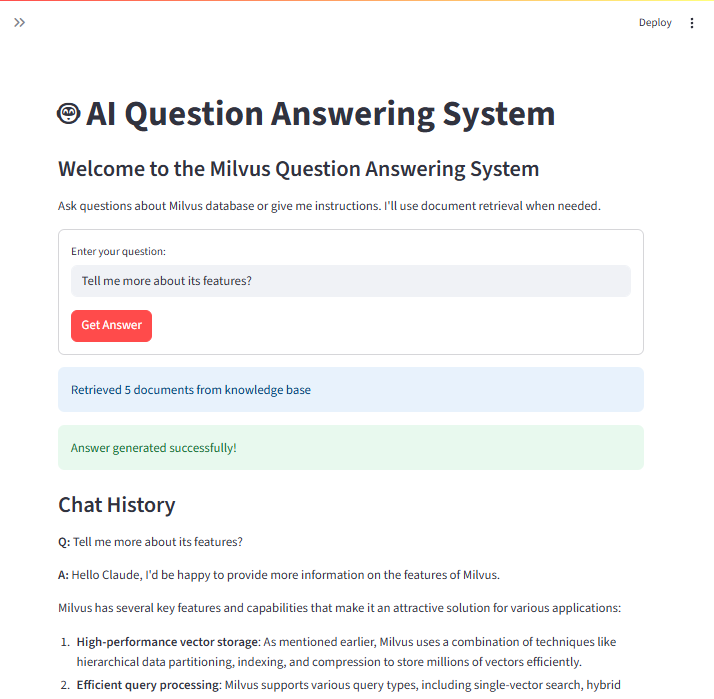 Deploy
AI Question Answering System
Welcome to the Milvus Question Answering System
Ask questions about Milvus database or give me instructions. I'll use document retrieval when needed.
Enter your question:
Tell me more about its features?
Get Answer
Retrieved 5 documents from knowledge base
Answer generated successfully!
Chat History
Q: Tell me more about its features?
A: Hello Claude, I'd be happy to provide more information on the features of Milvus.
Milvus has several key features and capabilities that make it an attractive solution for various applications:
1. High-performance vector storage: As mentioned earlier, Milvus uses a combination of techniques like
hierarchical data partitioning, indexing, and compression to store millions of vectors efficiently.
2. Efficient query processing: Milvus supports various query types, including single-vector search, hybrid